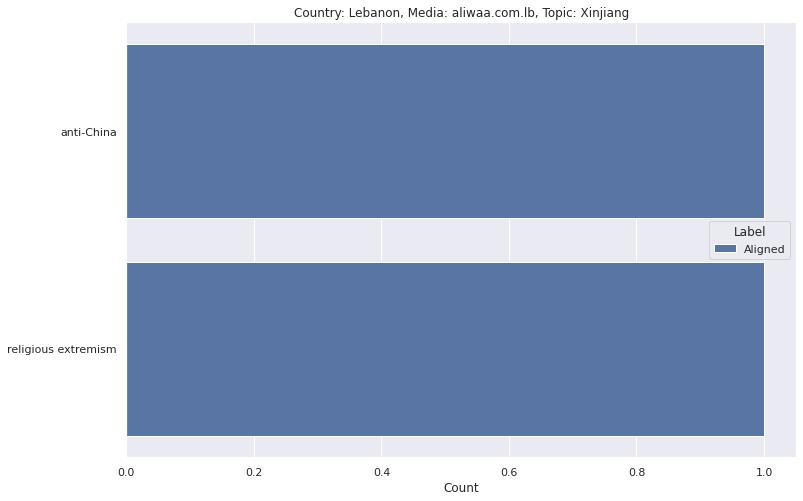 Country: Lebanon, Media: aliwaa.com.lb, Topic: Xinjiang
anti-China
religious extremism
Label
Aligned
0.0 0.2 0.4 0.6 0.8 1.0
Count